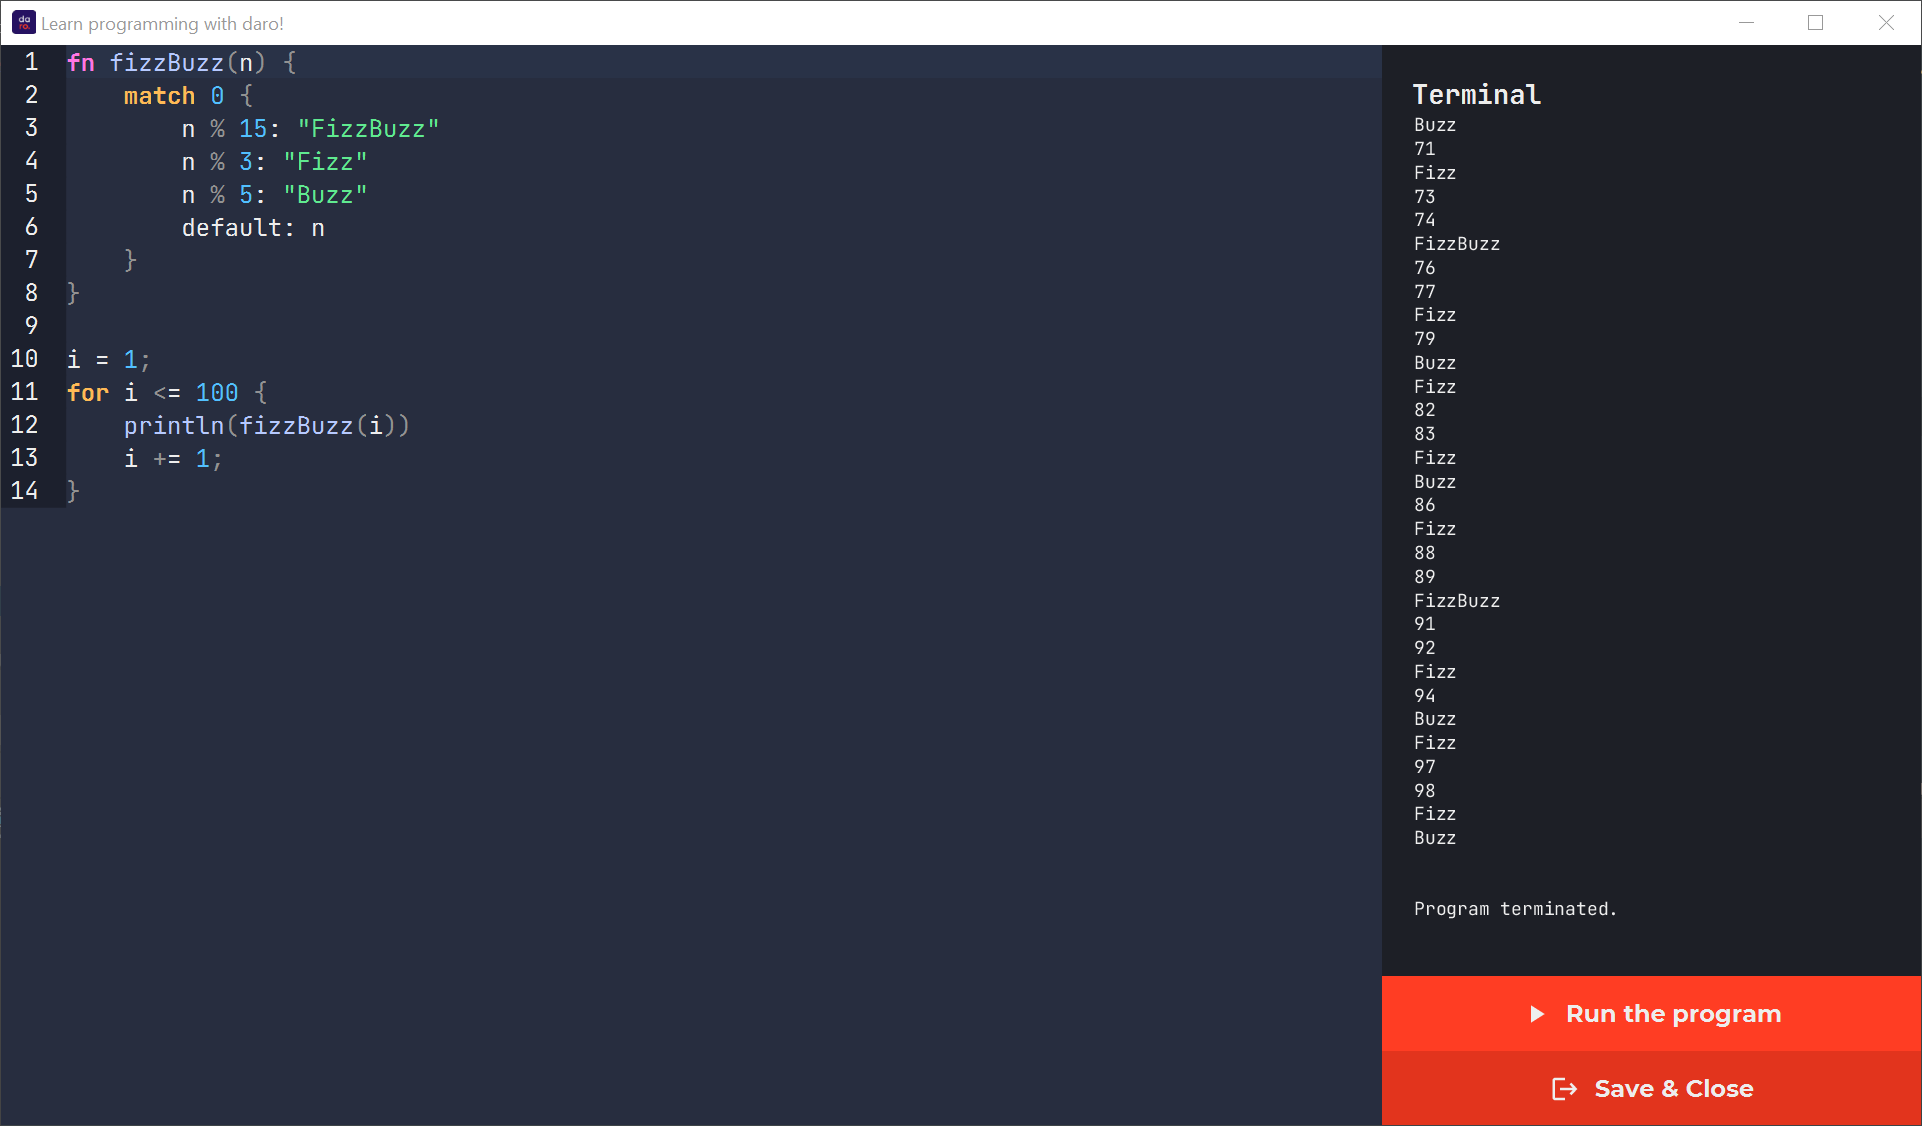 da
ro.
Learn programming with daro!
1 fn fizzBuzz(n) {
2     match 0 {
3         n % 15: "FizzBuzz"
4         n % 3: "Fizz"
5         n % 5: "Buzz"
6         default: n
7     }
8 }
9
10 i = 1;
11 for i <= 100 {
12     println(fizzBuzz(i))
13     i += 1;
14 }
Terminal
Buzz
71
Fizz
73
74
FizzBuzz
76
77
Fizz
79
Buzz
Fizz
82
83
Fizz
Buzz
86
Fizz
88
89
FizzBuzz
91
92
Fizz
94
Buzz
Fizz
97
98
Fizz
Buzz
Program terminated.
Run the program
Save & Close